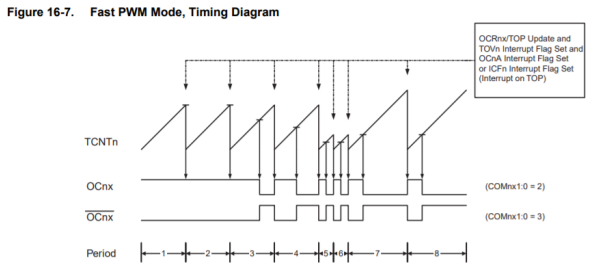 Figure 16-7. Fast PWM Mode, Timing Diagram
OCRnx/TOP Update and
TOVn Interrupt Flag Set and
OCnA Interrupt Flag Set
or ICFn Interrupt Flag Set
(Interrupt on TOP)
TCNTn
OCnx
(COMnx1:0 = 2)
OCnx
(COMnx1:0 = 3)
Period
1 2 3 4 5 6 7 8